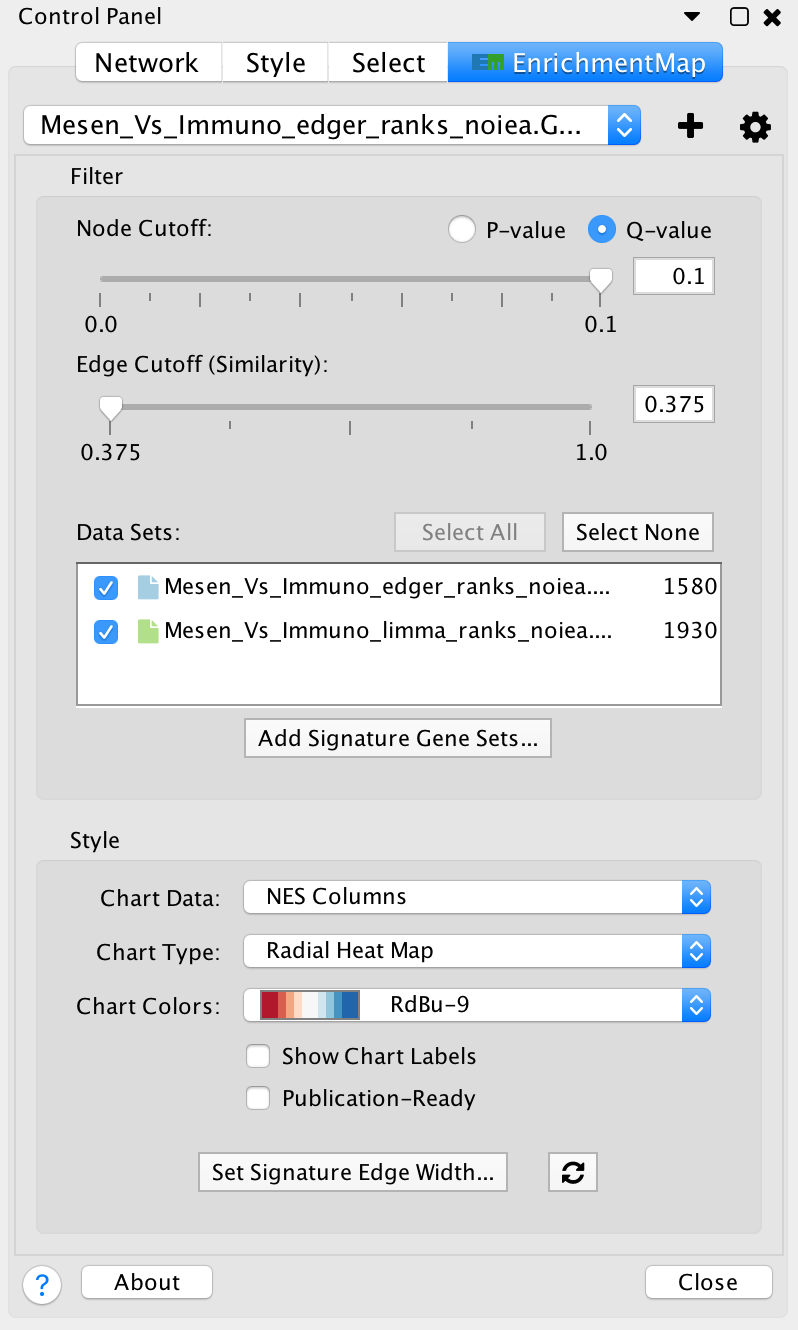 Control Panel
Network Style Select EM EnrichmentMap
Mesen_Vs_Immuno_edger_ranks_noiea.G...
Filter
Node Cutoff: P-value Q-value
0.1
0.0 0.1
Edge Cutoff (Similarity):
0.375
0.375 1.0
Data Sets: Select All Select None
Mesen_Vs_Immuno_edger_ranks_noiea.... 1580
Mesen_Vs_Immuno_limma_ranks_noiea.... 1930
Add Signature Gene Sets...
Style
Chart Data: NES Columns
Chart Type: Radial Heat Map
Chart Colors: RdBu-9
Show Chart Labels
Publication-Ready
Set Signature Edge Width...
? About Close